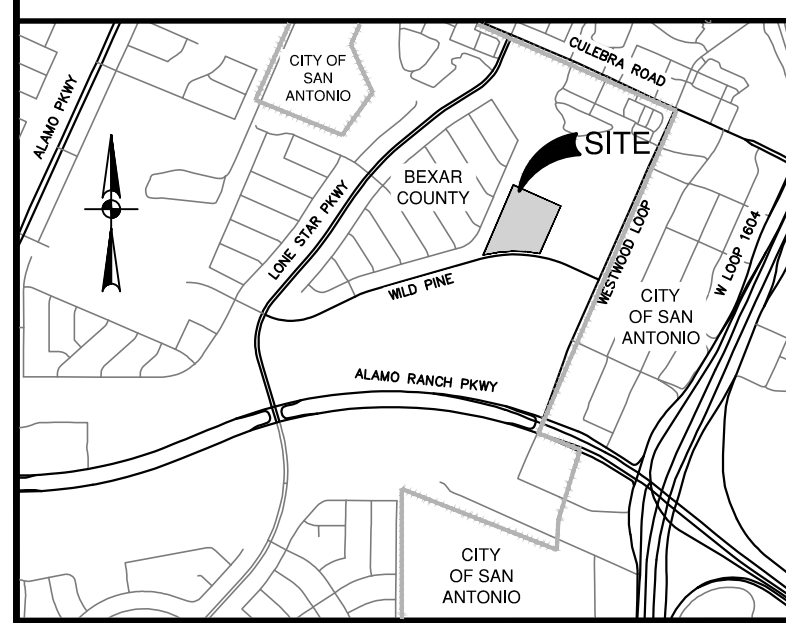 CULEBRA ROAD
CITY OF
SAN
ANTONIO
ALAMO PKWY
SITE
BEXAR
COUNTY
LONE STAR PKWY
WESTWOOD LOOP
W LOOP 1604
WILD PINE
CITY
OF SAN
ANTONIO
ALAMO RANCH PKWY
CITY
OF SAN
ANTONIO